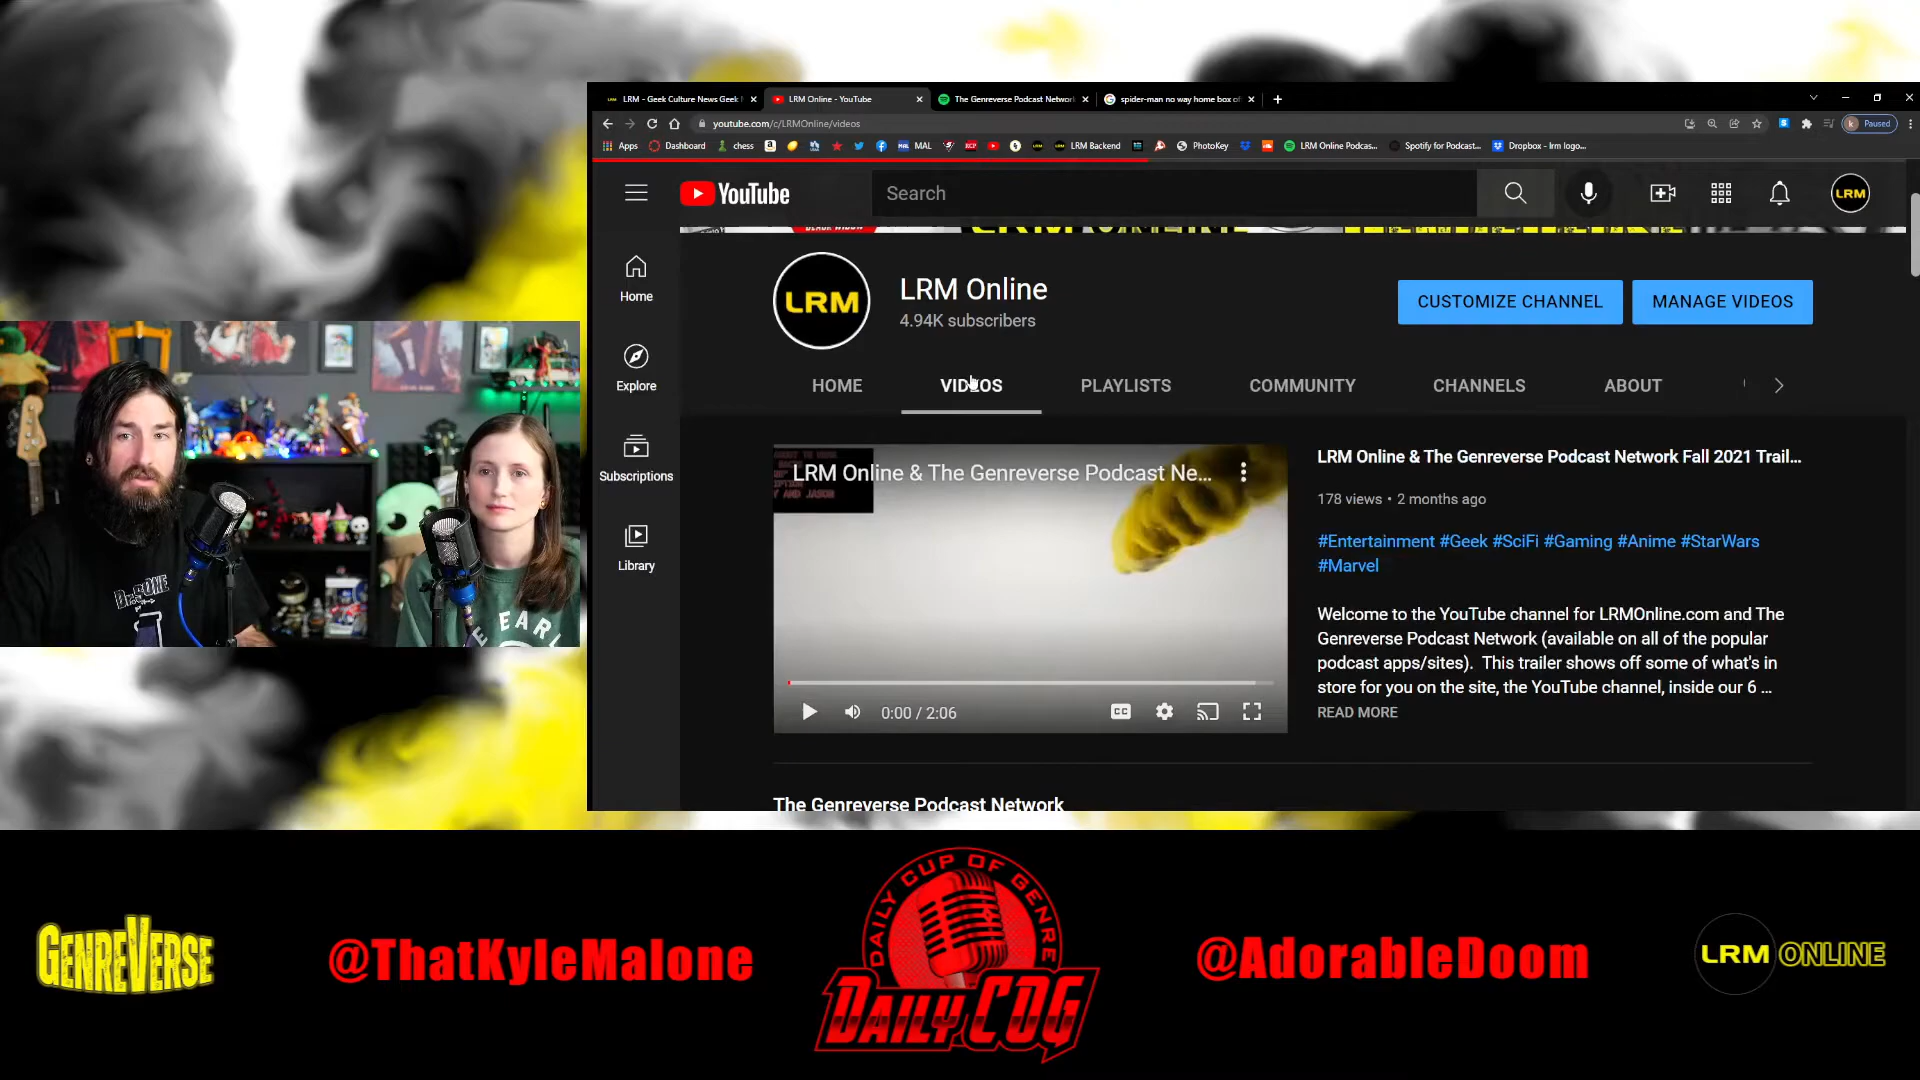 LRM - Geek Culture News Geek
LRM Online - YouTube
The Genreverse Podcast Network
spider-man no way home box of
youtube.com/c/LRMOnline/videos
Paused
Apps
Dashboard
chess
MAL
LRM Backend
PhotoKey
LRM Online Podcas...
Spotify for Podcast...
Dropbox - lrm logo...
YouTube
Search
LRM
Home
Explore
Subscriptions
Library
LRM
LRM Online
4.94K subscribers
CUSTOMIZE CHANNEL
MANAGE VIDEOS
HOME
VIDEOS
PLAYLISTS
COMMUNITY
CHANNELS
ABOUT
LRM Online & The Genreverse Podcast Ne...
AND JASON
0:00 / 2:06
CC
LRM Online & The Genreverse Podcast Network Fall 2021 Trail...
178 views • 2 months ago
#Entertainment #Geek #SciFi #Gaming #Anime #StarWars
#Marvel
Welcome to the YouTube channel for LRMOnline.com and The
Genreverse Podcast Network (available on all of the popular
podcast apps/sites). This trailer shows off some of what's in
store for you on the site, the YouTube channel, inside our 6 ...
READ MORE
The Genreverse Podcast Network
GENREVERSE
@ThatKyleMalone
DAILY CUP OF GENRE
DAILY COG
@AdorableDoom
LRM ONLINE